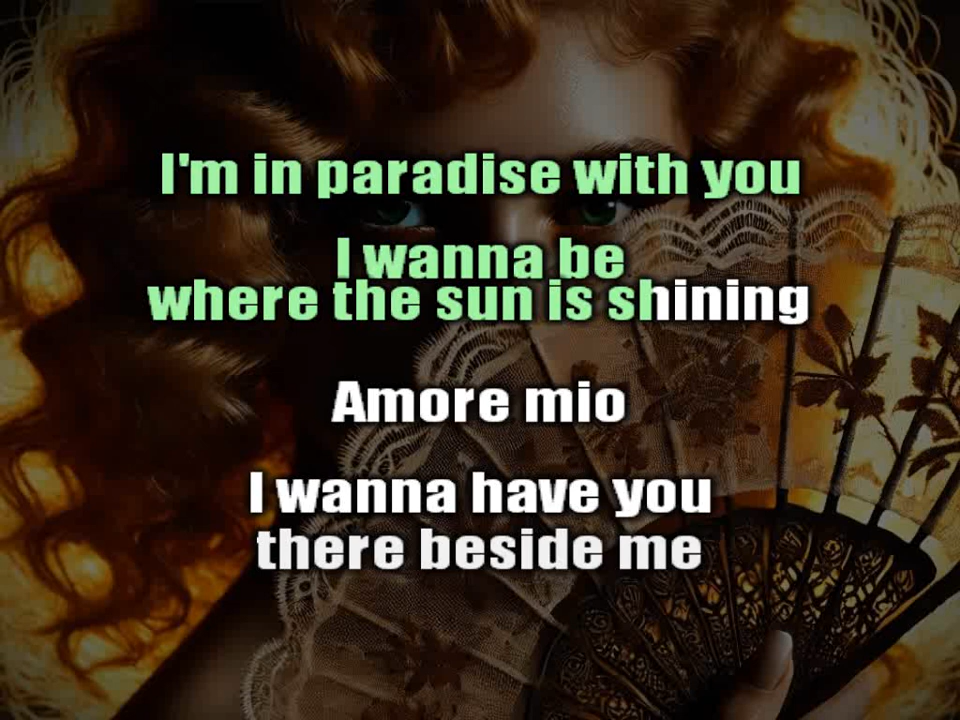 I'm in paradise with you
I wanna be
where the sun is shining
Amore mio
I wanna have you
there beside me